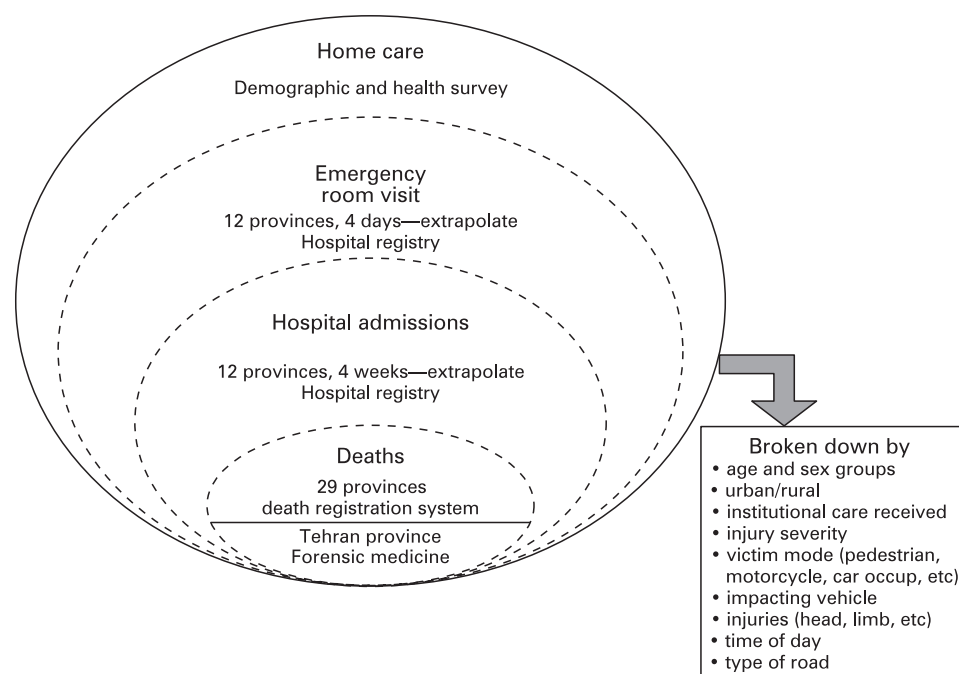 Home care
Demographic and health survey
Emergency
room visit
12 provinces, 4 days—extrapolate
Hospital registry
Hospital admissions
12 provinces, 4 weeks—extrapolate
Hospital registry
Deaths
29 provinces
death registration system
Tehran province
Forensic medicine
Broken down by
• age and sex groups
• urban/rural
• institutional care received
• injury severity
• victim mode (pedestrian,
motorcycle, car occup, etc)
• impacting vehicle
• injuries (head, limb, etc)
• time of day
• type of road